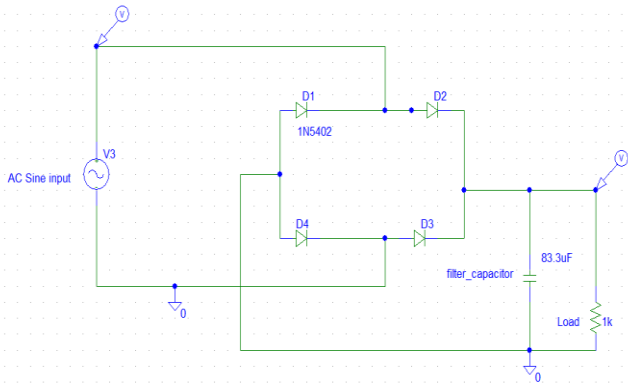 V
D1
D2
1N5402
V3
V
AC Sine input
D4
D3
83.3uF
filter_capacitor
Load
1k
0
0